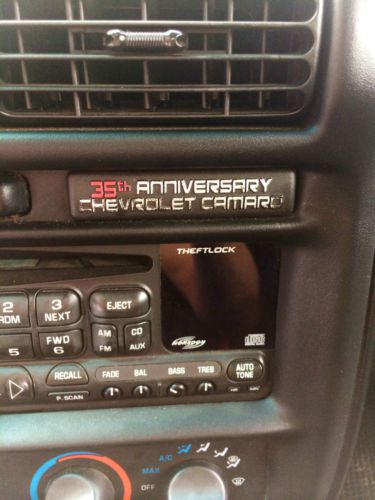 35th ANNIVERSARY
CHEVROLET CAMARO
THEFTLOCK
2 3 EJECT
RDM NEXT
AM CD
5 FWD FM AUX
6
MONSOON
RECALL FADE BAL BASS TREB AUTO TONE
P.SCAN
A/C
MAX
OFF